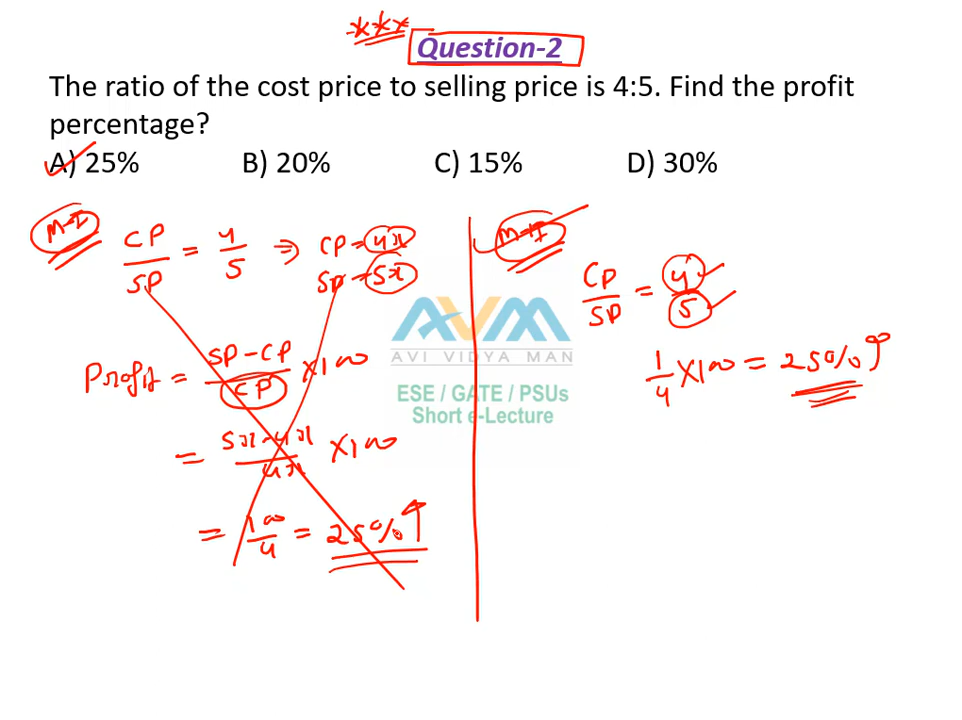 ***
Question-2
The ratio of the cost price to selling price is 4:5. Find the profit
percentage?
A) 25% B) 20% C) 15% D) 30%
M-I
CP/SP = 4/5 ⇒ CP = 4x
SP = 5x
Profit = SP-CP/CP ×100
= 5x-4x/4x ×100
= 100/4 = 25%↑
M-II
CP/SP = 4/5
1/4 ×100 = 25%↑
AVM
AVI VIDYA MAN
ESE / GATE / PSUs
Short e-Lecture